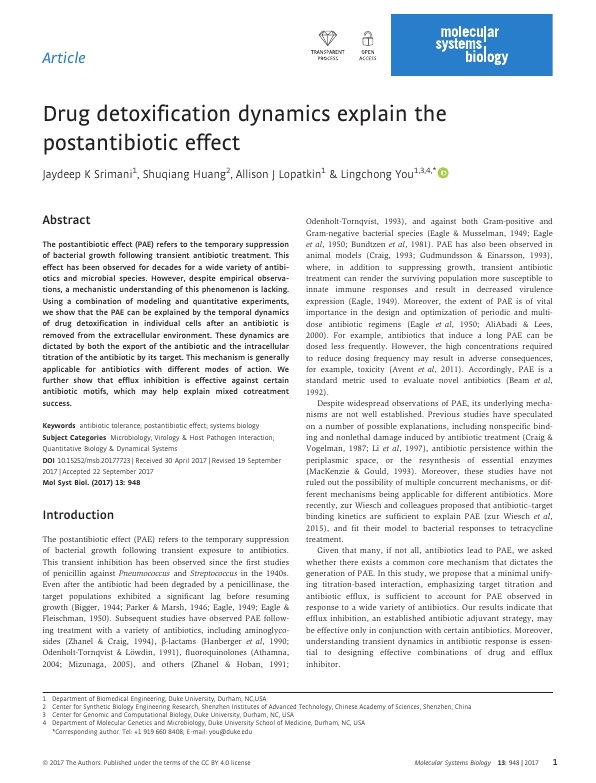 Article
TRANSPARENT
PROCESS
OPEN
ACCESS
molecular
systems
biology
Drug detoxification dynamics explain the
postantibiotic effect
Jaydeep K Srimani1, Shuqiang Huang2, Allison J Lopatkin1 & Lingchong You1,3,4,*
Abstract
The postantibiotic effect (PAE) refers to the temporary suppression
of bacterial growth following transient antibiotic treatment. This
effect has been observed for decades for a wide variety of antibi-
otics and microbial species. However, despite empirical observa-
tions, a mechanistic understanding of this phenomenon is lacking.
Using a combination of modeling and quantitative experiments,
we show that the PAE can be explained by the temporal dynamics
of drug detoxification in individual cells after an antibiotic is
removed from the extracellular environment. These dynamics are
dictated by both the export of the antibiotic and the intracellular
titration of the antibiotic by its target. This mechanism is generally
applicable for antibiotics with different modes of action. We
further show that efflux inhibition is effective against certain
antibiotic motifs, which may help explain mixed cotreatment
success.
Keywords antibiotic tolerance; postantibiotic effect; systems biology
Subject Categories Microbiology, Virology & Host Pathogen Interaction;
Quantitative Biology & Dynamical Systems
DOI 10.15252/msb.20177723 | Received 30 April 2017 | Revised 19 September
2017 | Accepted 22 September 2017
Mol Syst Biol. (2017) 13: 948
Introduction
The postantibiotic effect (PAE) refers to the temporary suppression
of bacterial growth following transient exposure to antibiotics.
This transient inhibition has been observed since the first studies
of penicillin against Pneumococcus and Streptococcus in the 1940s.
Even after the antibiotic had been degraded by a penicillinase, the
target populations exhibited a significant lag before resuming
growth (Bigger, 1944; Parker & Marsh, 1946; Eagle, 1949; Eagle &
Fleischman, 1950). Subsequent studies have observed PAE follow-
ing treatment with a variety of antibiotics, including aminoglyco-
sides (Zhanel & Craig, 1994), β-lactams (Hanberger et al, 1990;
Odenholt-Tornqvist & Löwdin, 1991), fluoroquinolones (Athamna,
2004; Mizunaga, 2005), and others (Zhanel & Hoban, 1991;
Odenholt-Tornqvist, 1993), and against both Gram-positive and
Gram-negative bacterial species (Eagle & Musselman, 1949; Eagle
et al, 1950; Bundtzen et al, 1981). PAE has also been observed in
animal models (Craig, 1993; Gudmundsson & Einarsson, 1993),
where, in addition to suppressing growth, transient antibiotic
treatment can render the surviving population more susceptible to
innate immune responses and result in decreased virulence
expression (Eagle, 1949). Moreover, the extent of PAE is of vital
importance in the design and optimization of periodic and multi-
dose antibiotic regimens (Eagle et al, 1950; AliAbadi & Lees,
2000). For example, antibiotics that induce a long PAE can be
dosed less frequently. However, the high concentrations required
to reduce dosing frequency may result in adverse consequences,
for example, toxicity (Avent et al, 2011). Accordingly, PAE is a
standard metric used to evaluate novel antibiotics (Beam et al,
1992).
Despite widespread observations of PAE, its underlying mecha-
nisms are not well established. Previous studies have speculated
on a number of possible explanations, including nonspecific bind-
ing and nonlethal damage induced by antibiotic treatment (Craig &
Vogelman, 1987; Li et al, 1997), antibiotic persistence within the
periplasmic space, or the resynthesis of essential enzymes
(MacKenzie & Gould, 1993). Moreover, these studies have not
ruled out the possibility of multiple concurrent mechanisms, or dif-
ferent mechanisms being applicable for different antibiotics. More
recently, zur Wiesch and colleagues proposed that antibiotic–target
binding kinetics are sufficient to explain PAE (zur Wiesch et al,
2015), and fit their model to bacterial responses to tetracycline
treatment.
Given that many, if not all, antibiotics lead to PAE, we asked
whether there exists a common core mechanism that dictates the
generation of PAE. In this study, we propose that a minimal unify-
ing titration-based interaction, emphasizing target titration and
antibiotic efflux, is sufficient to account for PAE observed in
response to a wide variety of antibiotics. Our results indicate that
efflux inhibition, an established antibiotic adjuvant strategy, may
be effective only in conjunction with certain antibiotics. Moreover,
understanding transient dynamics in antibiotic response is essen-
tial to designing effective combinations of drug and efflux
inhibitor.
1 Department of Biomedical Engineering, Duke University, Durham, NC,USA
2 Center for Synthetic Biology Engineering Research, Shenzhen Institutes of Advanced Technology, Chinese Academy of Sciences, Shenzhen, China
3 Center for Genomic and Computational Biology, Duke University, Durham, NC, USA
4 Department of Molecular Genetics and Microbiology, Duke University School of Medicine, Durham, NC, USA
*Corresponding author. Tel: +1 919 660 8408; E-mail: you@duke.edu
© 2017 The Authors. Published under the terms of the CC BY 4.0 license
Molecular Systems Biology 13: 948 | 2017 1